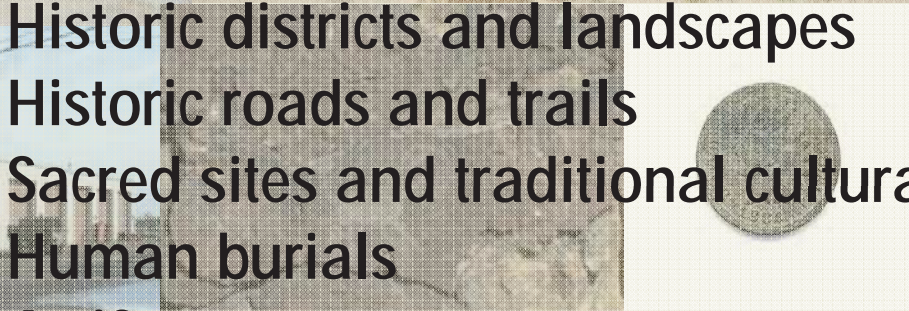 Historic districts and landscapes
Historic roads and trails
Sacred sites and traditional cultura
Human burials